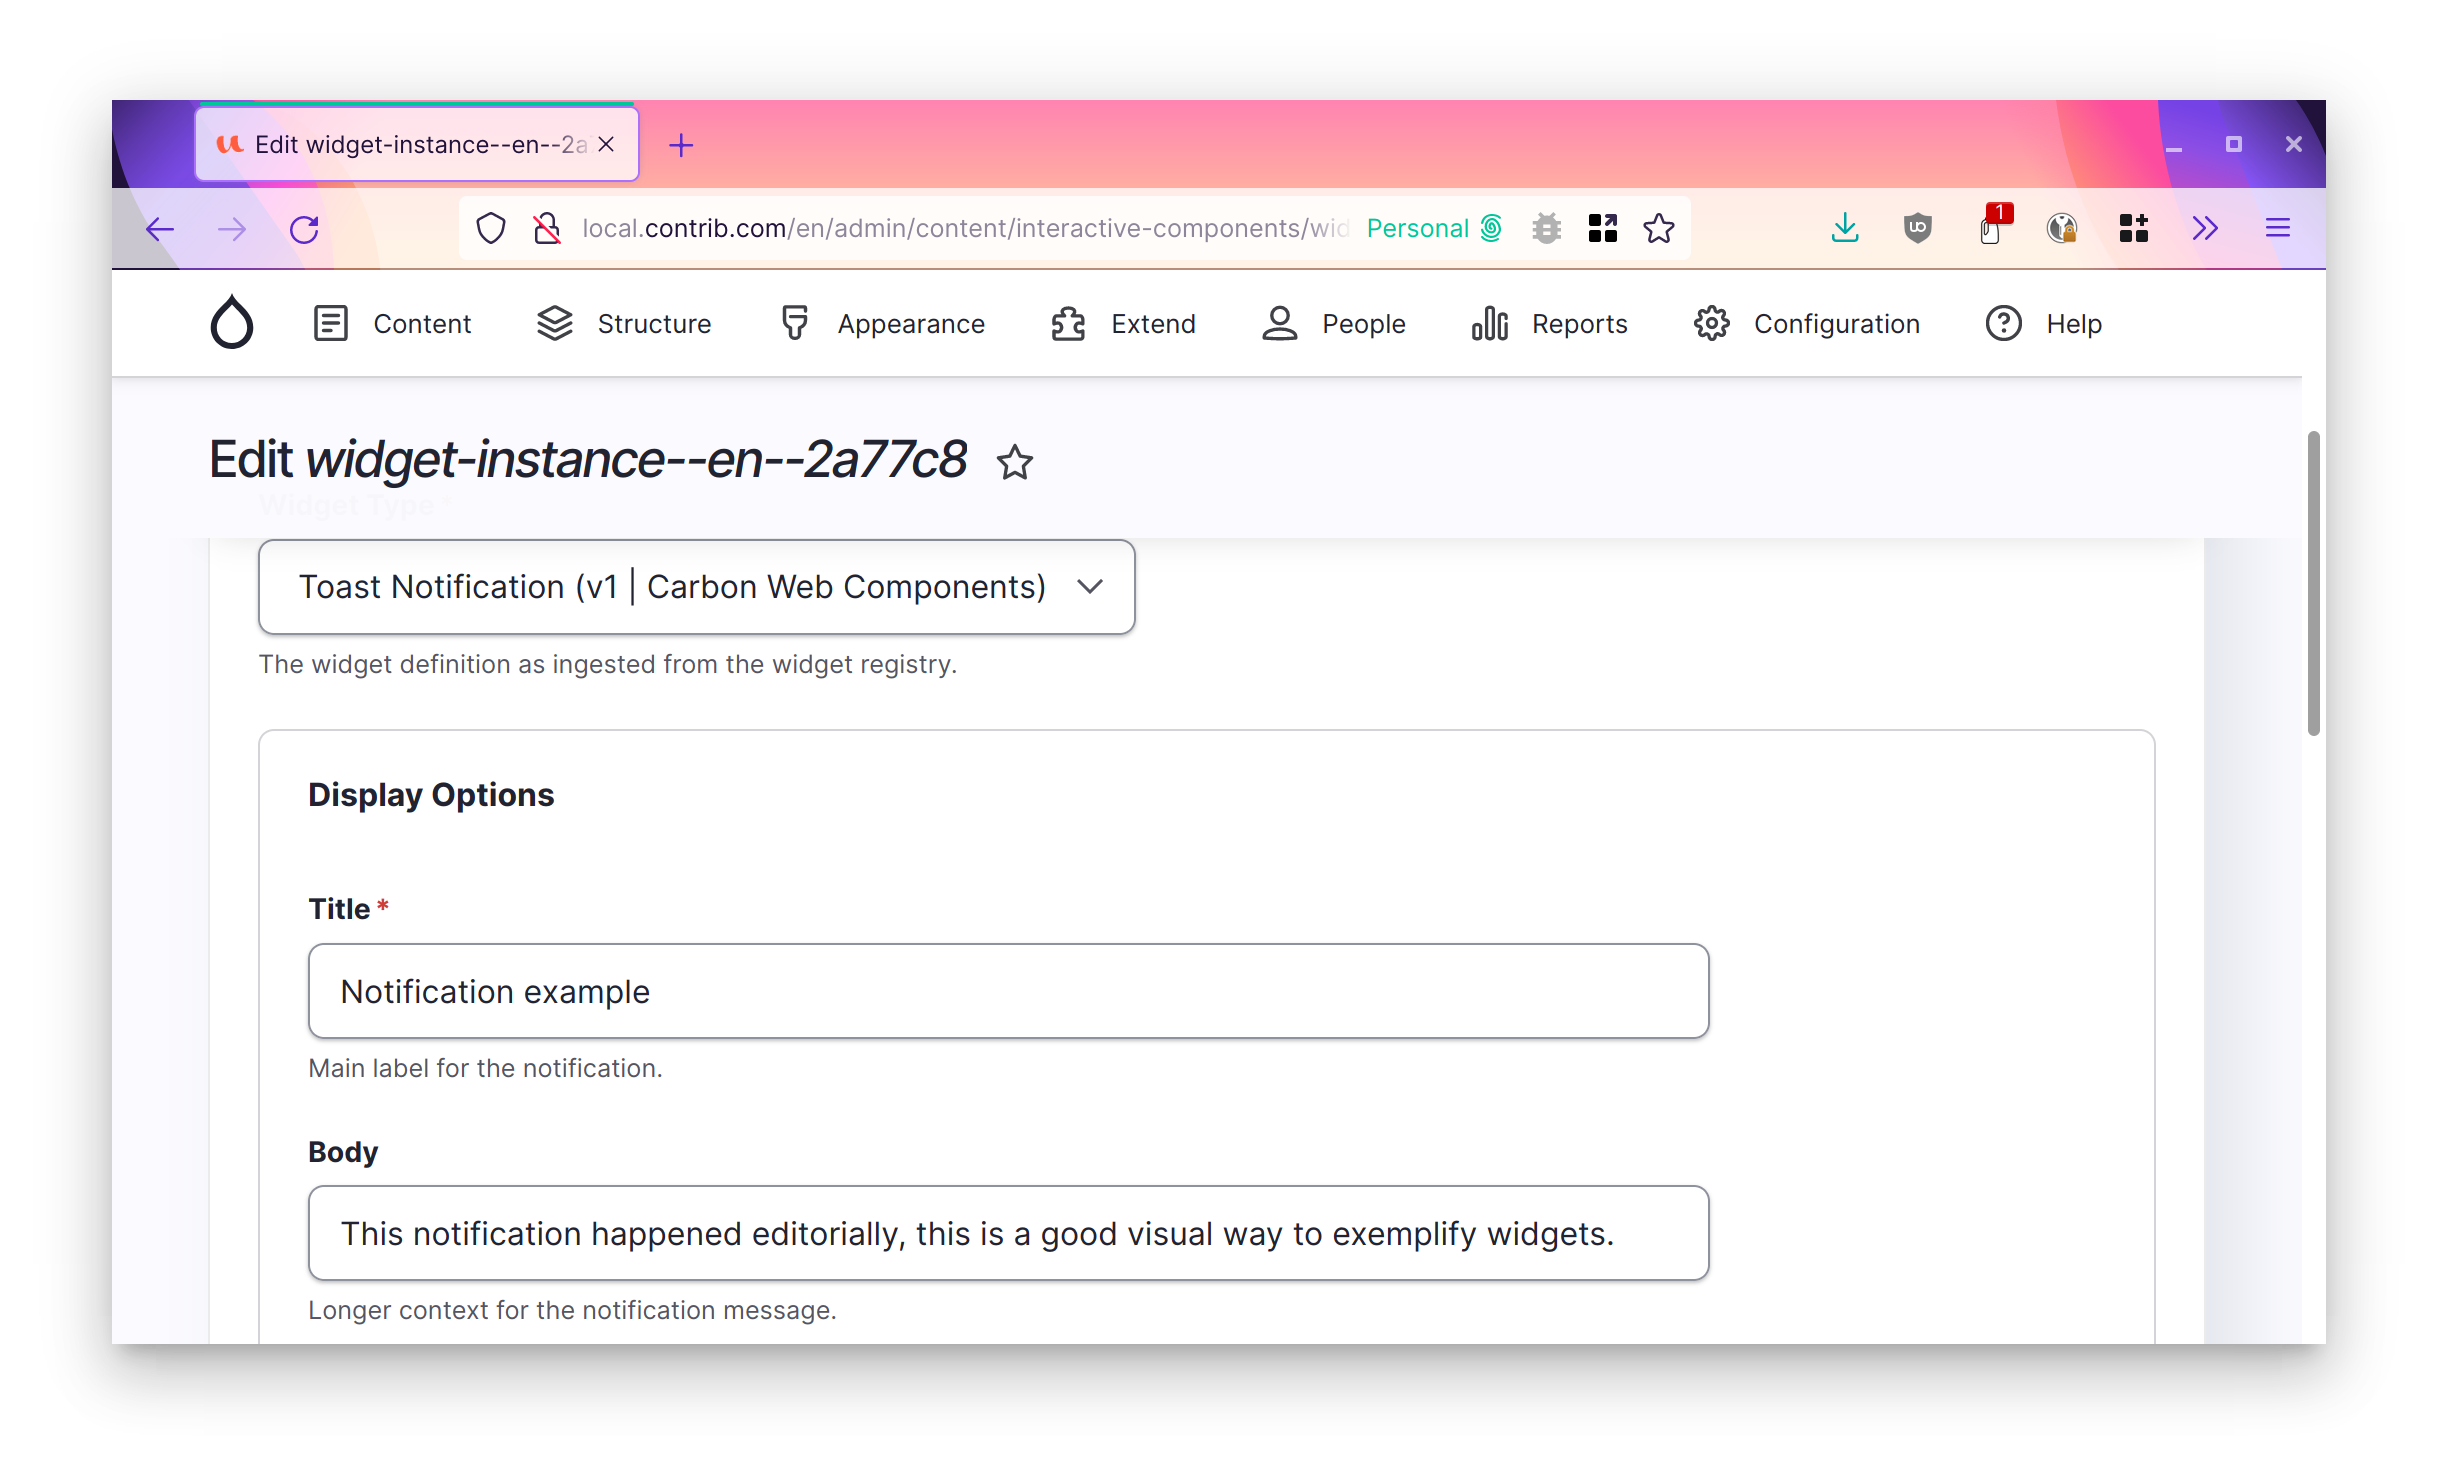 Edit widget-instance--en--2a
local.contrib.com/en/admin/content/interactive-components/wid Personal
uo
1
Content Structure Appearance Extend People Reports Configuration Help
Edit widget-instance--en--2a77c8
Widget Type *
Toast Notification (v1 | Carbon Web Components)
The widget definition as ingested from the widget registry.
Display Options
Title *
Notification example
Main label for the notification.
Body
This notification happened editorially, this is a good visual way to exemplify widgets.
Longer context for the notification message.